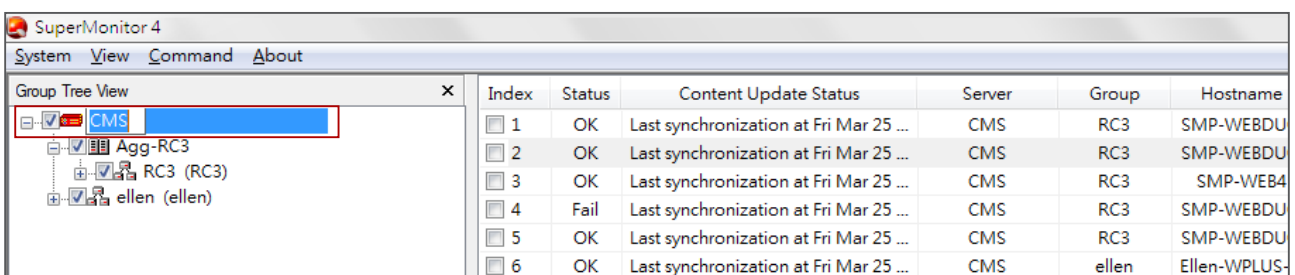 SuperMonitor 4
System View Command About
Group Tree View x
CMS
Agg-RC3
RC3 (RC3)
ellen (ellen)
Index Status Content Update Status Server Group Hostname
1 OK Last synchronization at Fri Mar 25 ... CMS RC3 SMP-WEBDU
2 OK Last synchronization at Fri Mar 25 ... CMS RC3 SMP-WEBDU
3 OK Last synchronization at Fri Mar 25 ... CMS RC3 SMP-WEB4
4 Fail Last synchronization at Fri Mar 25 ... CMS RC3 SMP-WEBDU
5 OK Last synchronization at Fri Mar 25 ... CMS RC3 SMP-WEBDU
6 OK Last synchronization at Fri Mar 25 ... CMS ellen Ellen-WPLUS-